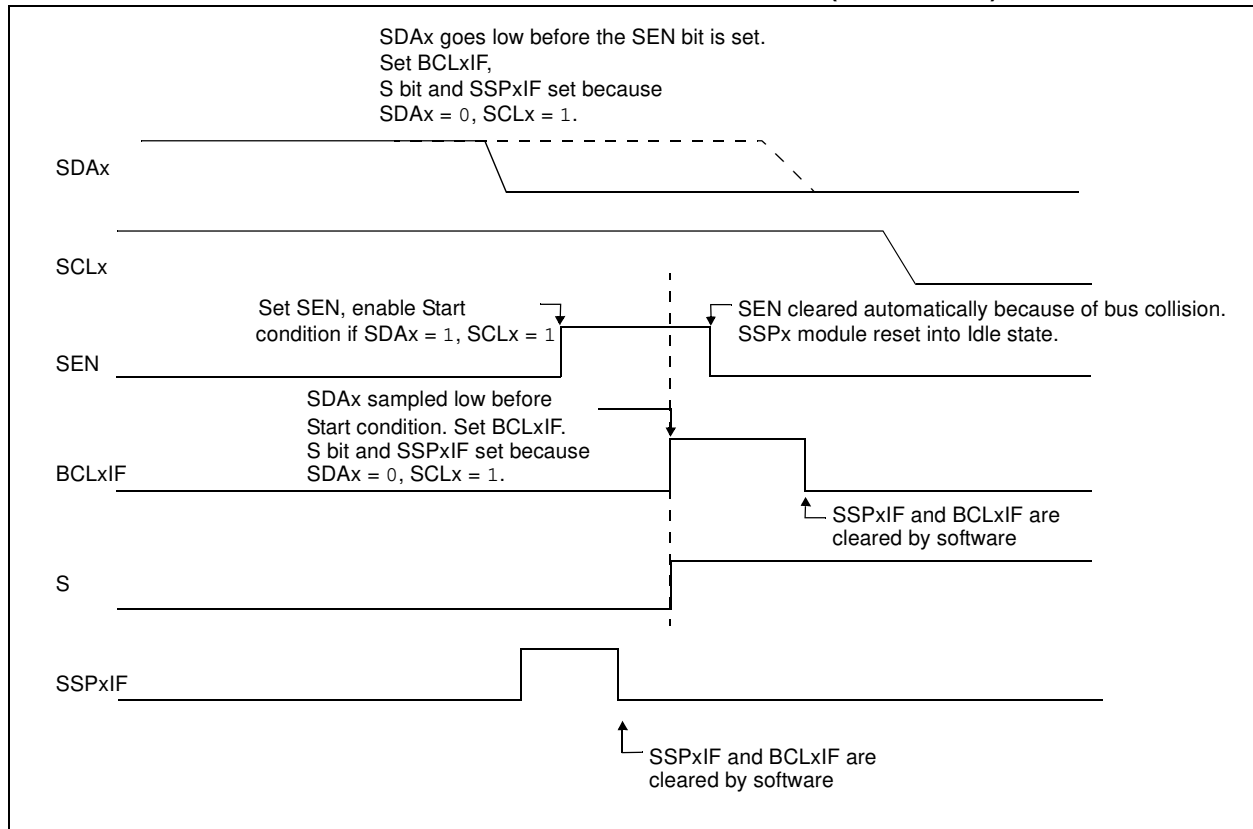 SDAx goes low before the SEN bit is set.
Set BCLxIF,
S bit and SSPxIF set because
SDAx = 0, SCLx = 1.
SDAx
SCLx
Set SEN, enable Start
condition if SDAx = 1, SCLx = 1
SEN cleared automatically because of bus collision.
SSPx module reset into Idle state.
SEN
SDAx sampled low before
Start condition. Set BCLxIF.
S bit and SSPxIF set because
SDAx = 0, SCLx = 1.
BCLxIF
SSPxIF and BCLxIF are
cleared by software
S
SSPxIF
SSPxIF and BCLxIF are
cleared by software